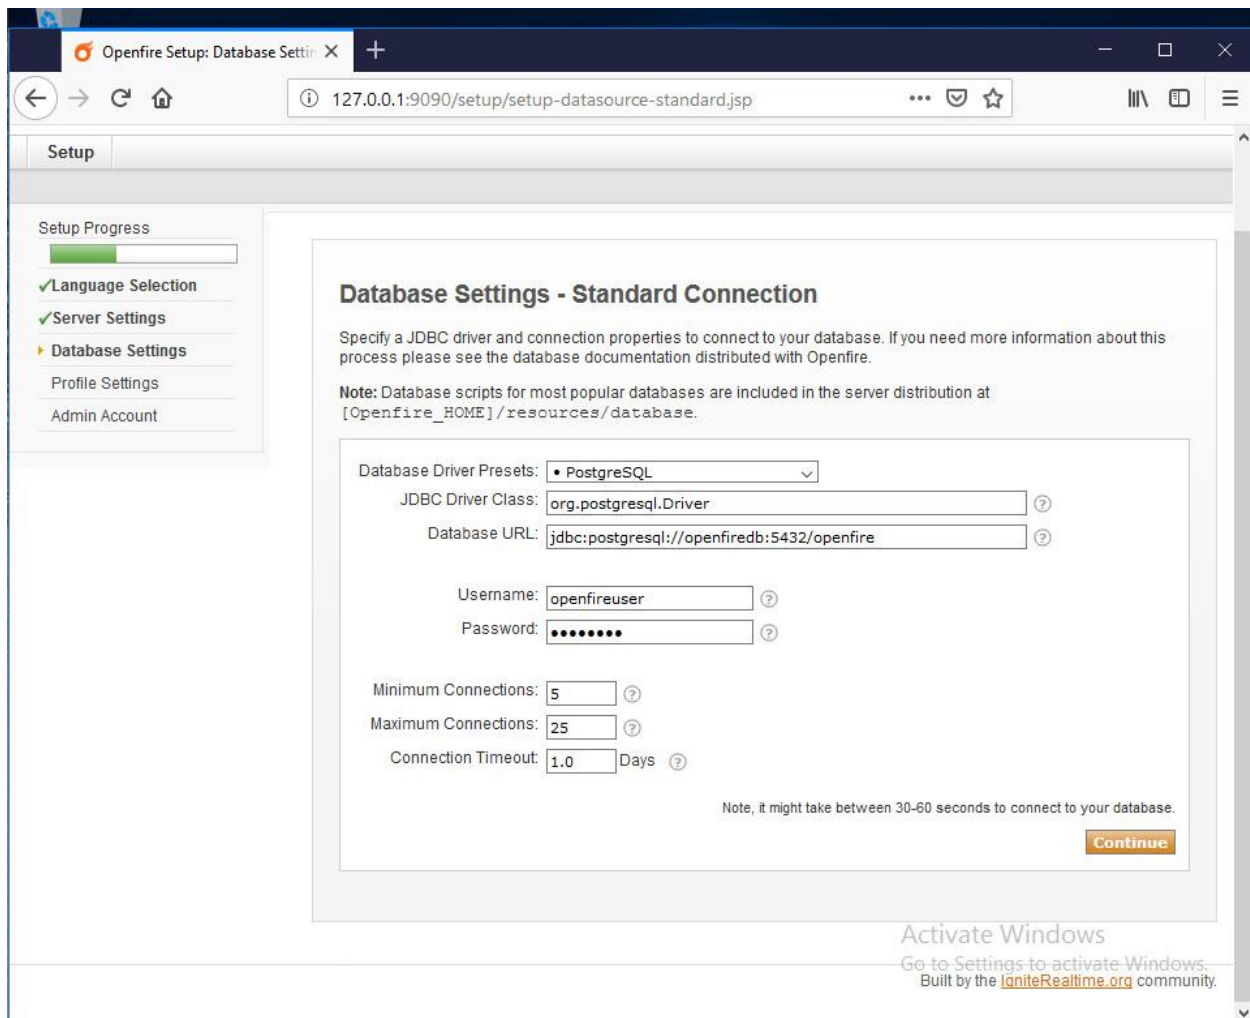 Openfire Setup: Database Settin
127.0.0.1:9090/setup/setup-datasource-standard.jsp
Setup
Setup Progress
Language Selection
Server Settings
Database Settings
Profile Settings
Admin Account
Database Settings - Standard Connection
Specify a JDBC driver and connection properties to connect to your database. If you need more information about this
process please see the database documentation distributed with Openfire.
Note: Database scripts for most popular databases are included in the server distribution at
[Openfire_HOME]/resources/database.
Database Driver Presets: • PostgreSQL
JDBC Driver Class: org.postgresql.Driver
Database URL: jdbc:postgresql://openfiredb:5432/openfire
Username: openfireuser
Password: ••••••••
Minimum Connections: 5
Maximum Connections: 25
Connection Timeout: 1.0 Days
Note, it might take between 30-60 seconds to connect to your database.
Continue
Activate Windows
Go to Settings to activate Windows.
Built by the IgniteRealtime.org community.